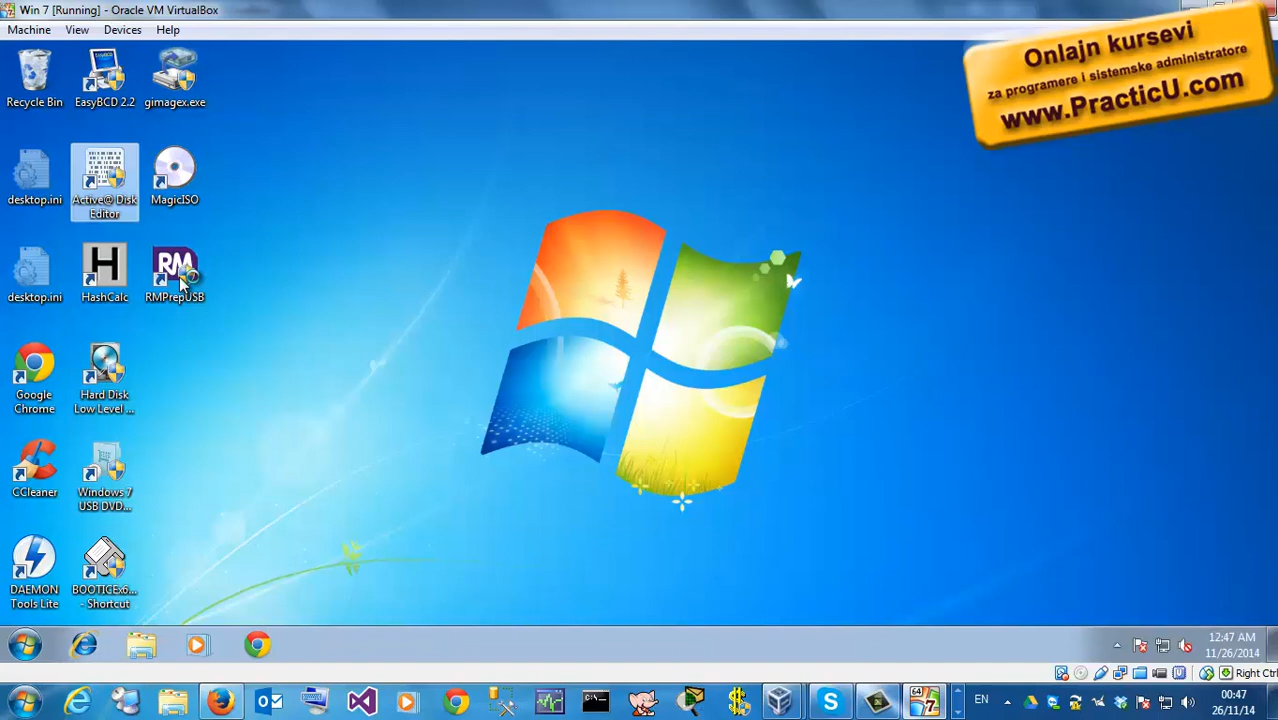 Win 7 [Running] - Oracle VM VirtualBox
Machine View Devices Help
Onlajn kursevi
za programere i sistemske administratore
www.PracticU.com
Recycle Bin
EasyBCD 2.2
gimagex.exe
desktop.ini
Active@ Disk
Editor
MagicISO
desktop.ini
H
HashCalc
RM
RMPrepUSB
Google
Chrome
Hard Disk
Low Level ...
CCleaner
Windows 7
USB DVD...
DAEMON
Tools Lite
BOOTICEx6...
- Shortcut
12:47 AM
11/26/2014
Right Ctrl
64
7
EN
00:47
26/11/14